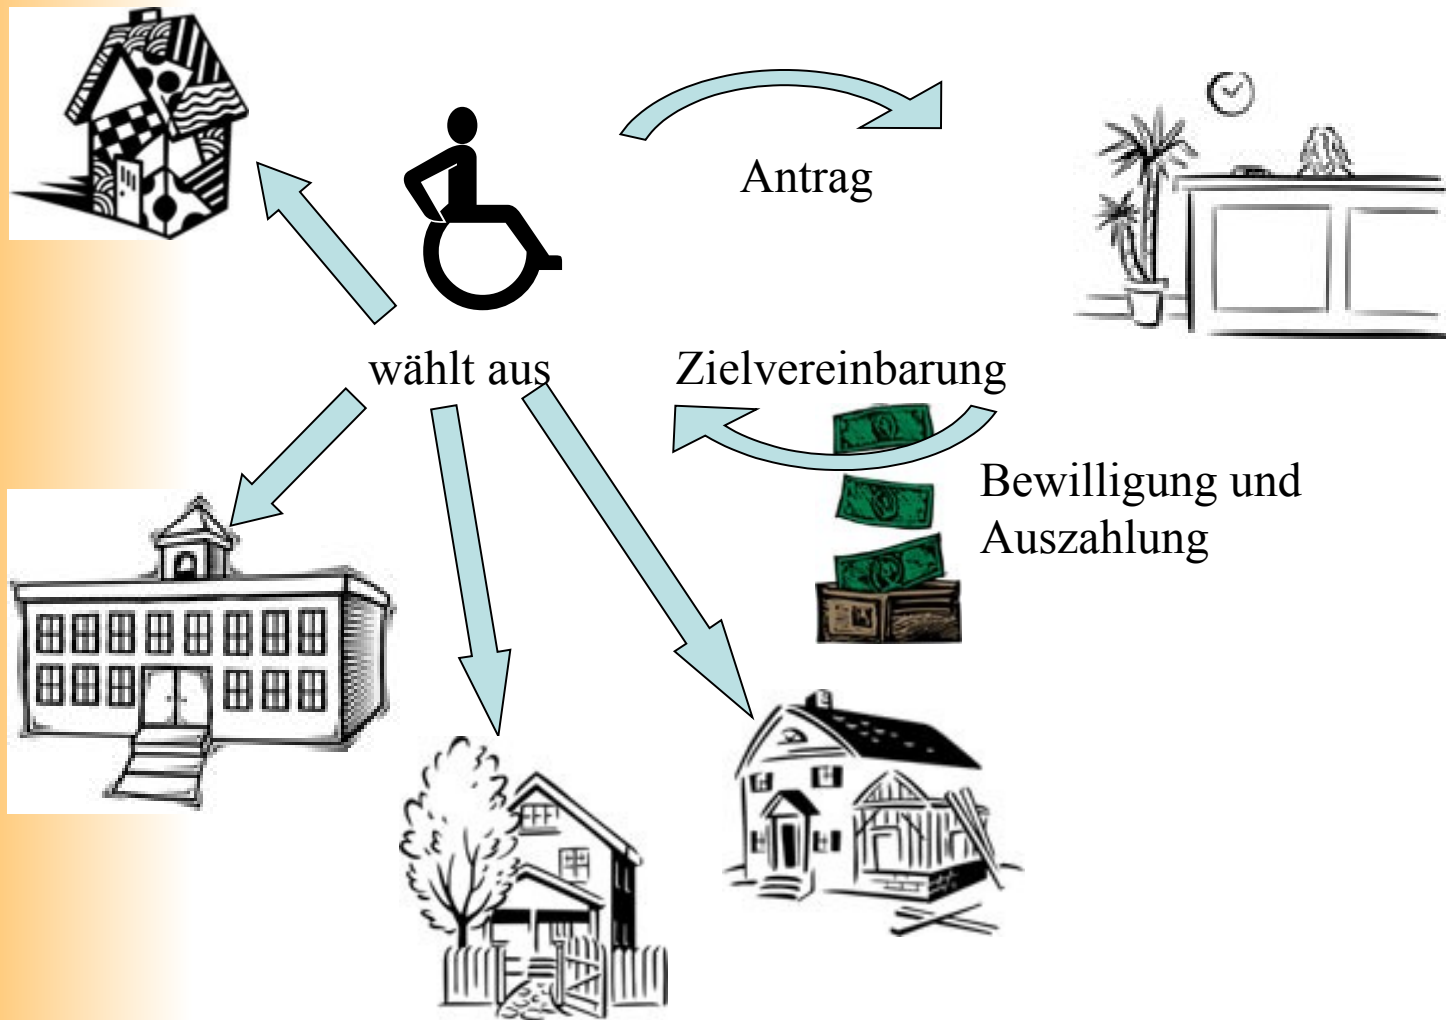 Antrag
wählt aus
Zielvereinbarung
Bewilligung und
Auszahlung